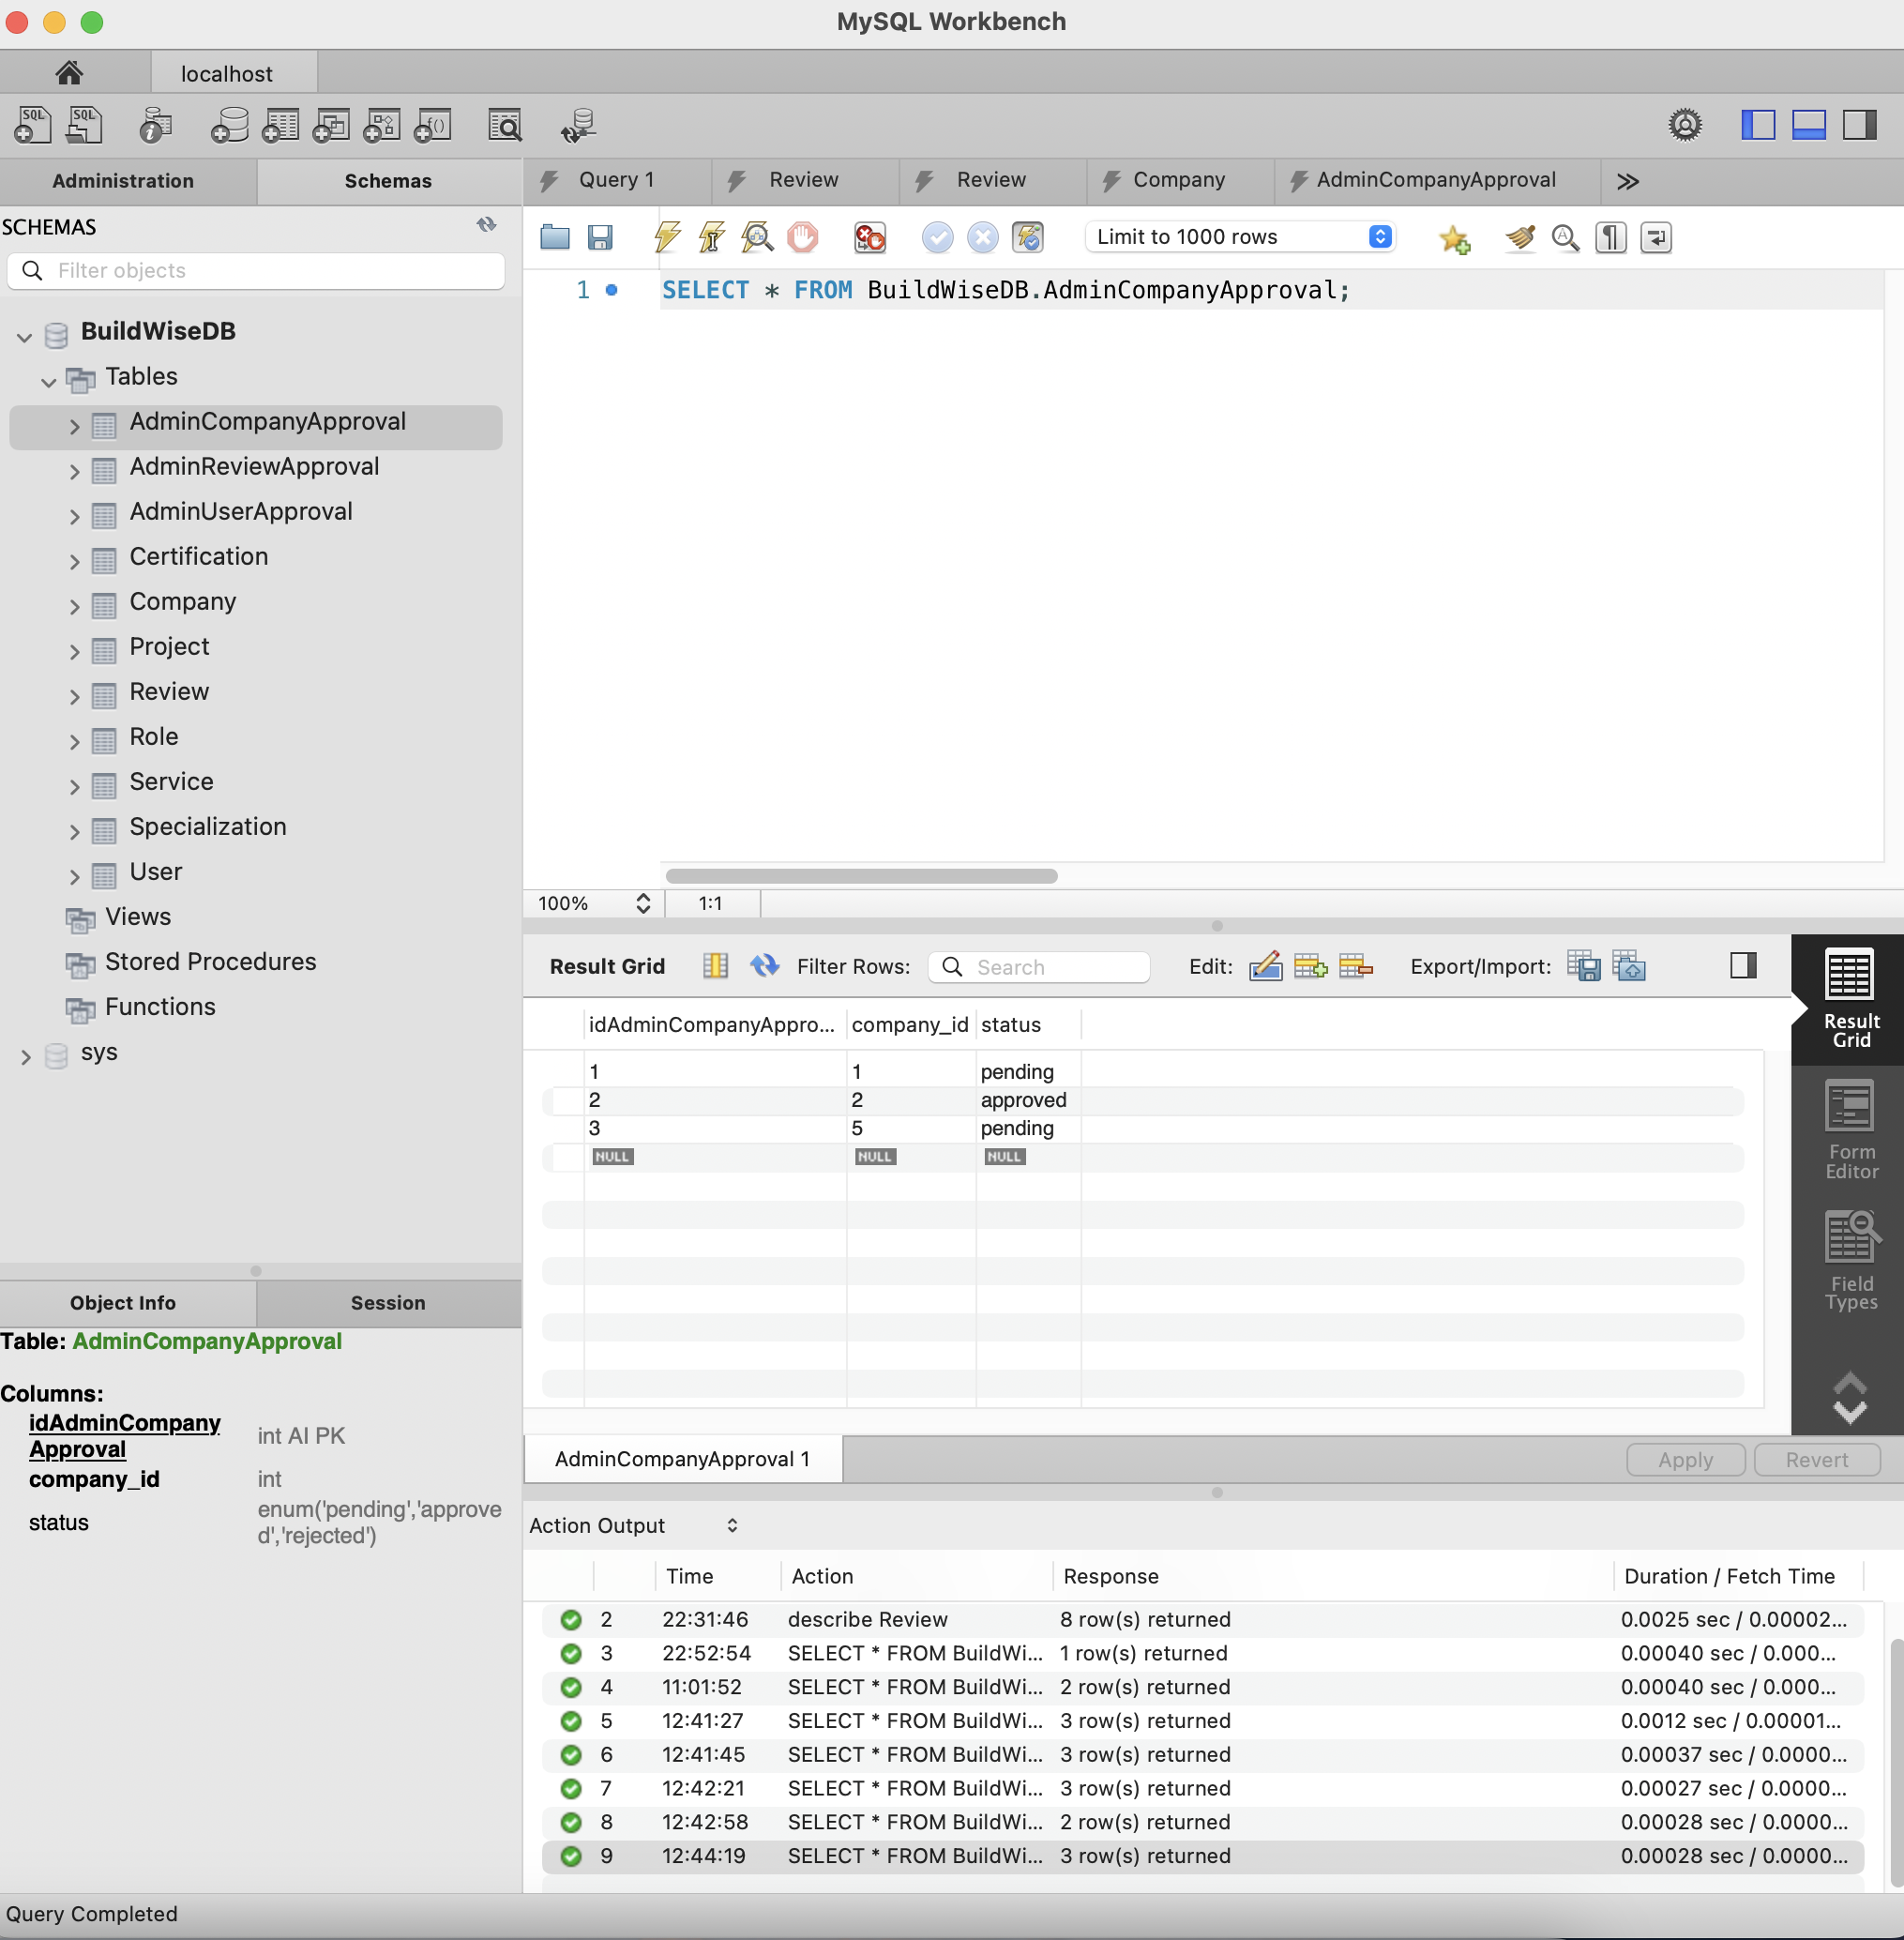 MySQL Workbench
localhost
Administration
Schemas
Query 1
Review
Review
Company
AdminCompanyApproval
SCHEMAS
Filter objects
Limit to 1000 rows
1
SELECT * FROM BuildWiseDB.AdminCompanyApproval;
BuildWiseDB
Tables
AdminCompanyApproval
AdminReviewApproval
AdminUserApproval
Certification
Company
Project
Review
Role
Service
Specialization
User
Views
Stored Procedures
Functions
sys
100%
1:1
Result Grid
Filter Rows:
Search
Edit:
Export/Import:
Result
Grid
Form
Editor
Field
Types
idAdminCompanyAppro... company_id status
1 1 pending
2 2 approved
3 5 pending
NULL NULL NULL
AdminCompanyApproval 1
Apply
Revert
Object Info
Session
Table: AdminCompanyApproval
Columns:
idAdminCompany
Approval
int AI PK
company_id int
status
enum('pending','approve
d','rejected')
Action Output
Time Action Response Duration / Fetch Time
2 22:31:46 describe Review 8 row(s) returned 0.0025 sec / 0.00002...
3 22:52:54 SELECT * FROM BuildWi... 1 row(s) returned 0.00040 sec / 0.000...
4 11:01:52 SELECT * FROM BuildWi... 2 row(s) returned 0.00040 sec / 0.000...
5 12:41:27 SELECT * FROM BuildWi... 3 row(s) returned 0.0012 sec / 0.00001...
6 12:41:45 SELECT * FROM BuildWi... 3 row(s) returned 0.00037 sec / 0.0000...
7 12:42:21 SELECT * FROM BuildWi... 3 row(s) returned 0.00027 sec / 0.0000...
8 12:42:58 SELECT * FROM BuildWi... 2 row(s) returned 0.00028 sec / 0.0000...
9 12:44:19 SELECT * FROM BuildWi... 3 row(s) returned 0.00028 sec / 0.0000...
Query Completed